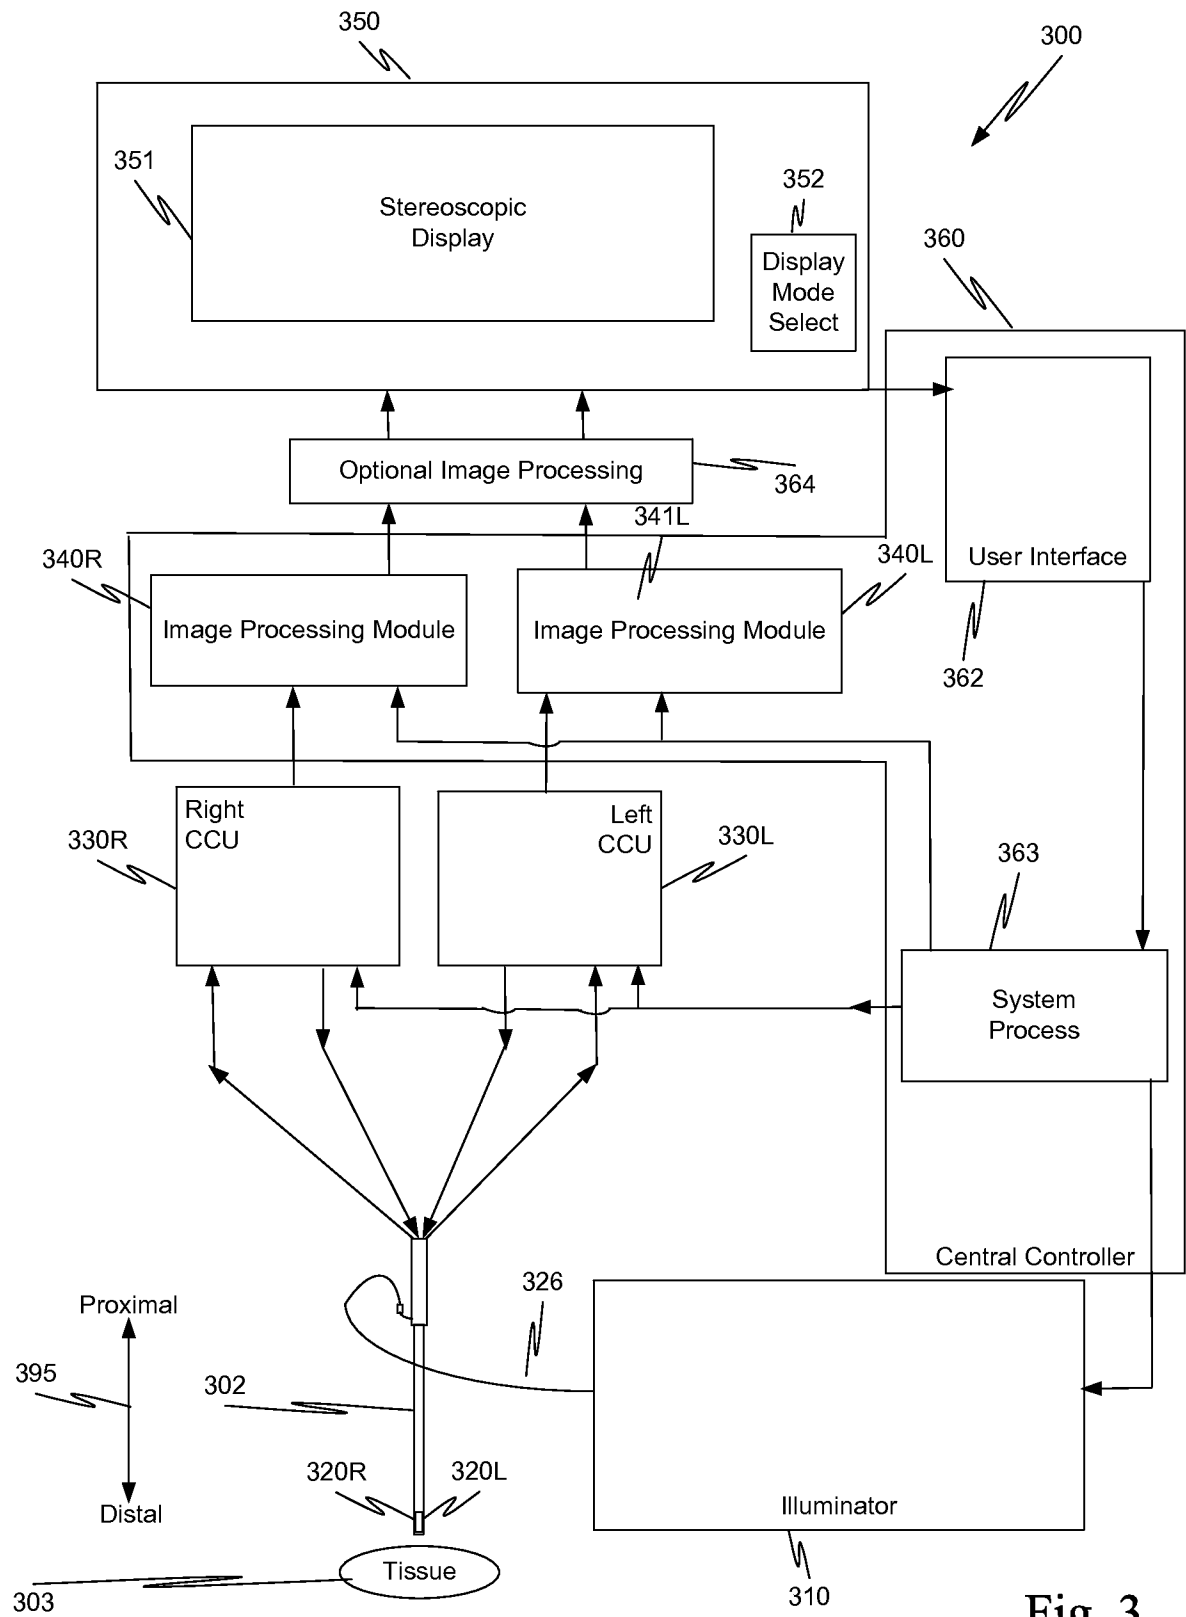 350
300
351
Stereoscopic
Display
352
Display
Mode
Select
360
Optional Image Processing
364
341L
340R
340L
User Interface
Image Processing Module
Image Processing Module
362
Right
CCU
Left
CCU
330R
330L
363
System
Process
Central Controller
326
Proximal
395
302
320R
320L
Distal
Illuminator
Tissue
303
310
Fig. 3